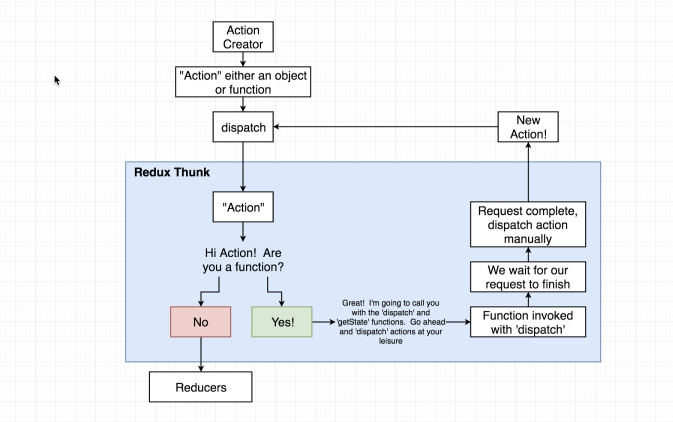 Action
Creator
"Action" either an object
or function
dispatch
New
Action!
Redux Thunk
"Action"
Hi Action! Are
you a function?
No
Yes!
Great! I'm going to call you
with the 'dispatch' and
'getState' functions. Go ahead
and 'dispatch' actions at your
leisure
Function invoked
with 'dispatch'
We wait for our
request to finish
Request complete,
dispatch action
manually
Reducers